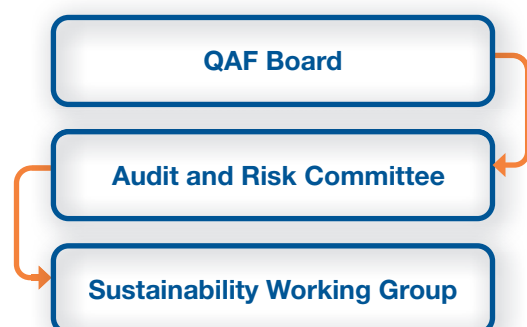 QAF Board
Audit and Risk Committee
Sustainability Working Group